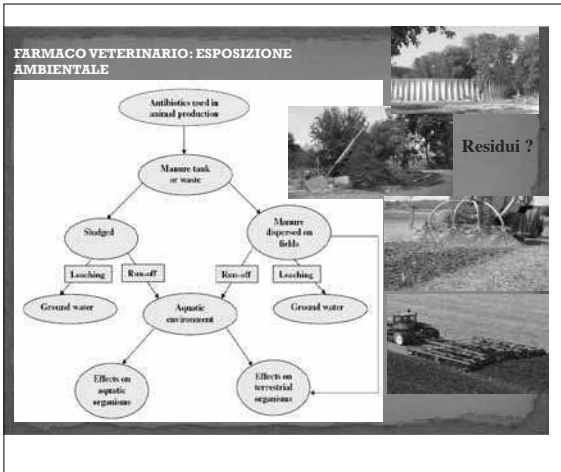 FARMACO VETERINARIO: ESPOSIZIONE
AMBIENTALE
Antibiotics used in
animal production
Residui ?
Manure tank
or waste
Sludged
Manure
dispersed on
fields
Leaching
Run-off
Run-off
Leaching
Ground water
Aquatic
environment
Ground water
Effects on
aquatic
organisms
Effects on
terrestrial
organisms